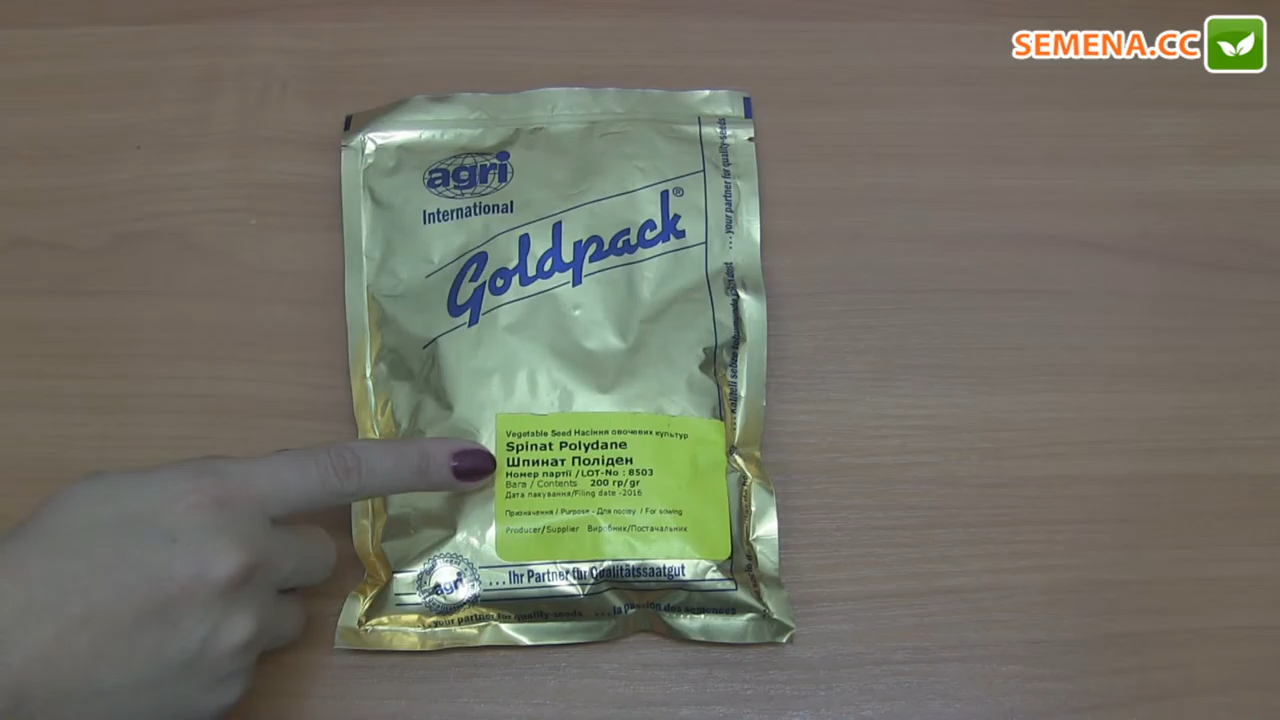 SEMENA.CC
agri
International
Goldpack®
... your partner for quality-seeds
Vegetable Seed Насіння овочевих культур
Spinat Polydane
Шпинат Поліден
Номер партії /LOT-No : 8503
Вага / Contents 200 гр/gr
Дата пакування/Filing date -2016
Призначення / Purpose - Для посіву / For sowing
Producer/Supplier Виробник/Постачальник
agri
...Ihr Partner für Qualitätssaatgut
...your partner for quality-seeds ...la passion des semences